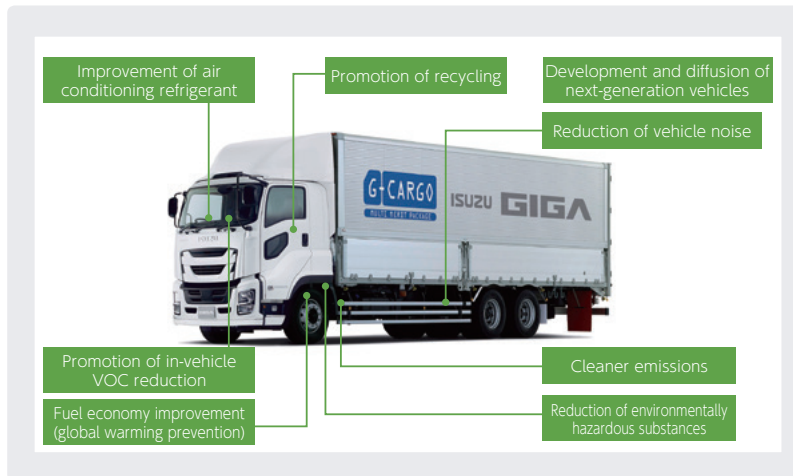 Improvement of air
conditioning refrigerant
Promotion of recycling
Development and diffusion of
next-generation vehicles
Reduction of vehicle noise
G-CARGO
ISUZU GIGA
ISUZU
Promotion of in-vehicle
VOC reduction
Cleaner emissions
Fuel economy improvement
(global warming prevention)
Reduction of environmentally
hazardous substances